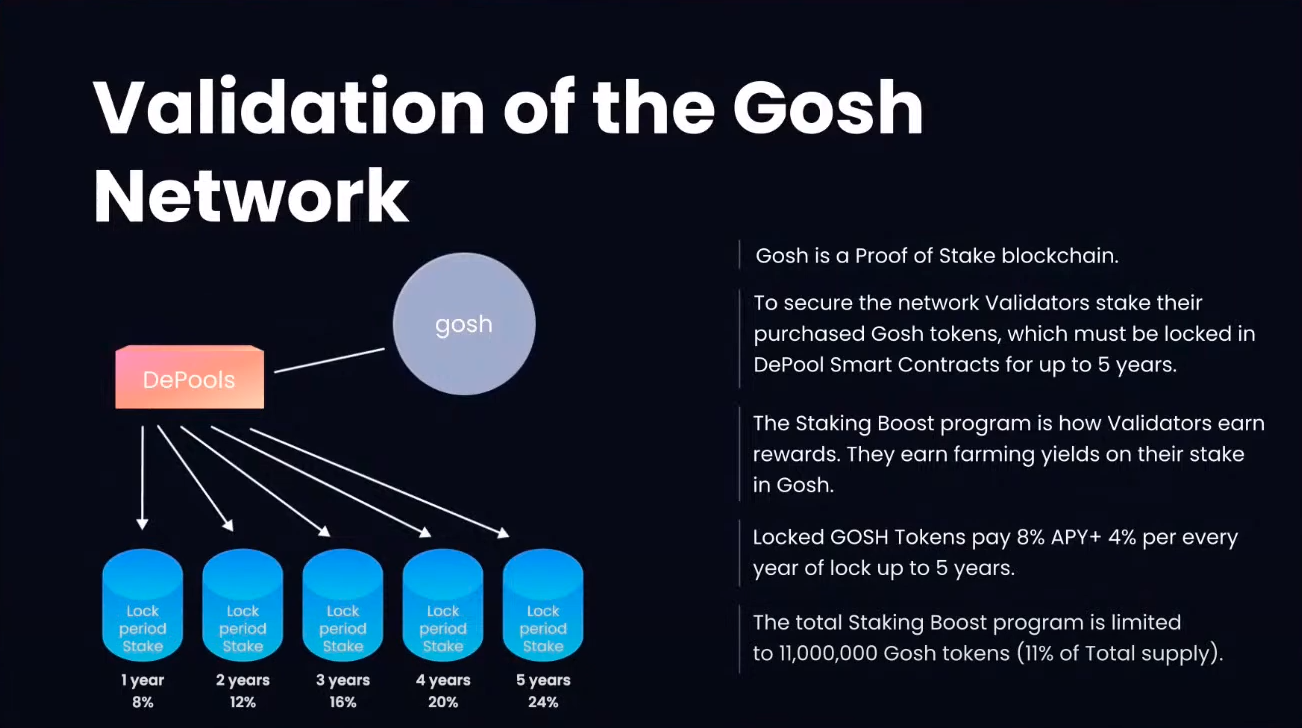 Validation of the Gosh
Network
gosh
DePools
Lock
period
Stake
1 year
8%
Lock
period
Stake
2 years
12%
Lock
period
Stake
3 years
16%
Lock
period
Stake
4 years
20%
Lock
period
Stake
5 years
24%
Gosh is a Proof of Stake blockchain.
To secure the network Validators stake their
purchased Gosh tokens, which must be locked in
DePool Smart Contracts for up to 5 years.
The Staking Boost program is how Validators earn
rewards. They earn farming yields on their stake
in Gosh.
Locked GOSH Tokens pay 8% APY+ 4% per every
year of lock up to 5 years.
The total Staking Boost program is limited
to 11,000,000 Gosh tokens (11% of Total supply).